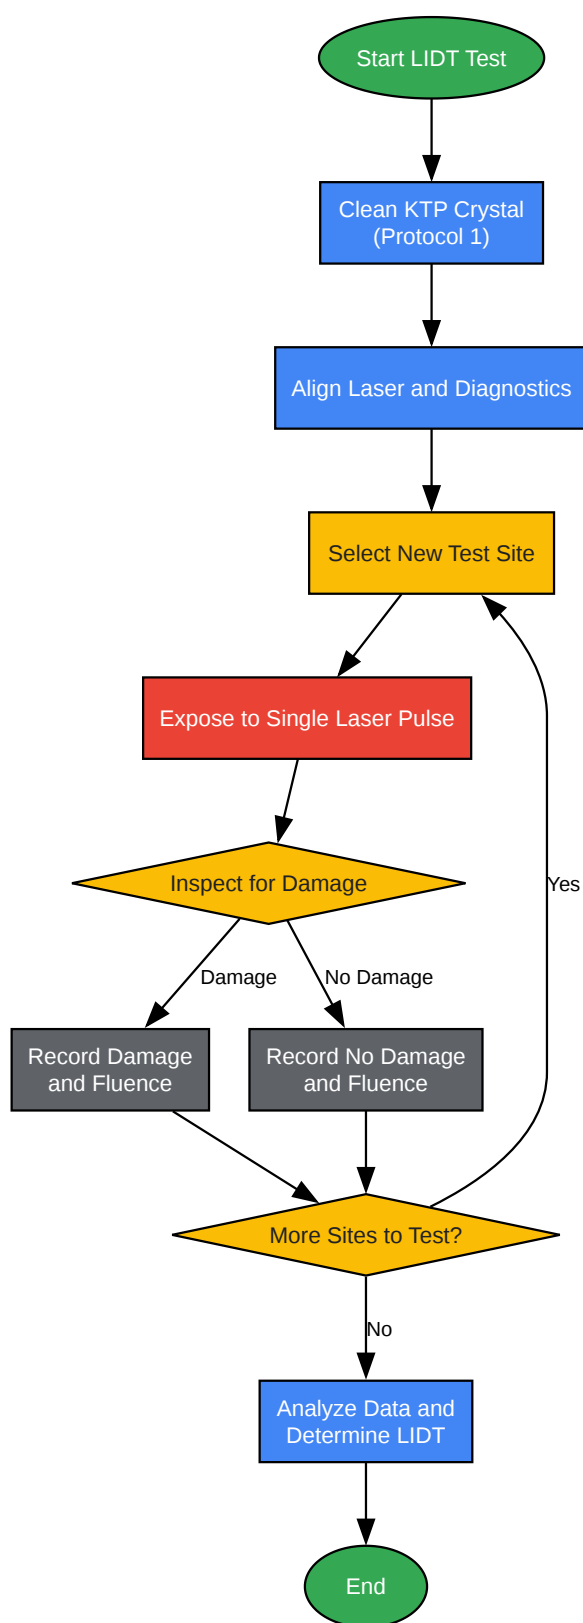 Start LIDT Test
Clean KTP Crystal
(Protocol 1)
Align Laser and Diagnostics
Select New Test Site
Expose to Single Laser Pulse
Inspect for Damage
Yes
Damage
No Damage
Record Damage
and Fluence
Record No Damage
and Fluence
More Sites to Test?
No
Analyze Data and
Determine LIDT
End